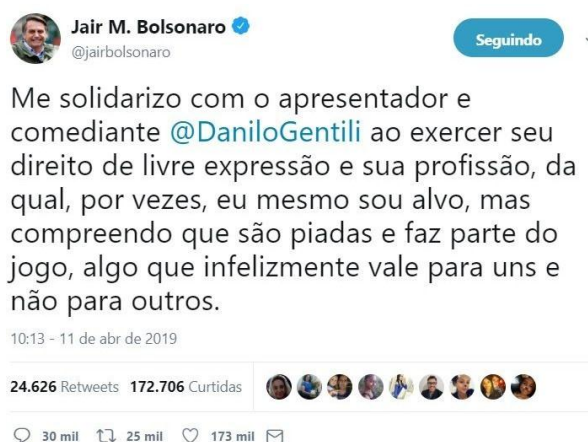 Jair M. Bolsonaro
@jairbolsonaro
Seguindo
Me solidarizo com o apresentador e
comediante @DaniloGentili ao exercer seu
direito de livre expressão e sua profissão, da
qual, por vezes, eu mesmo sou alvo, mas
compreendo que são piadas e faz parte do
jogo, algo que infelizmente vale para uns e
não para outros.
10:13 - 11 de abr de 2019
24.626 Retweets 172.706 Curtidas
30 mil 25 mil 173 mil